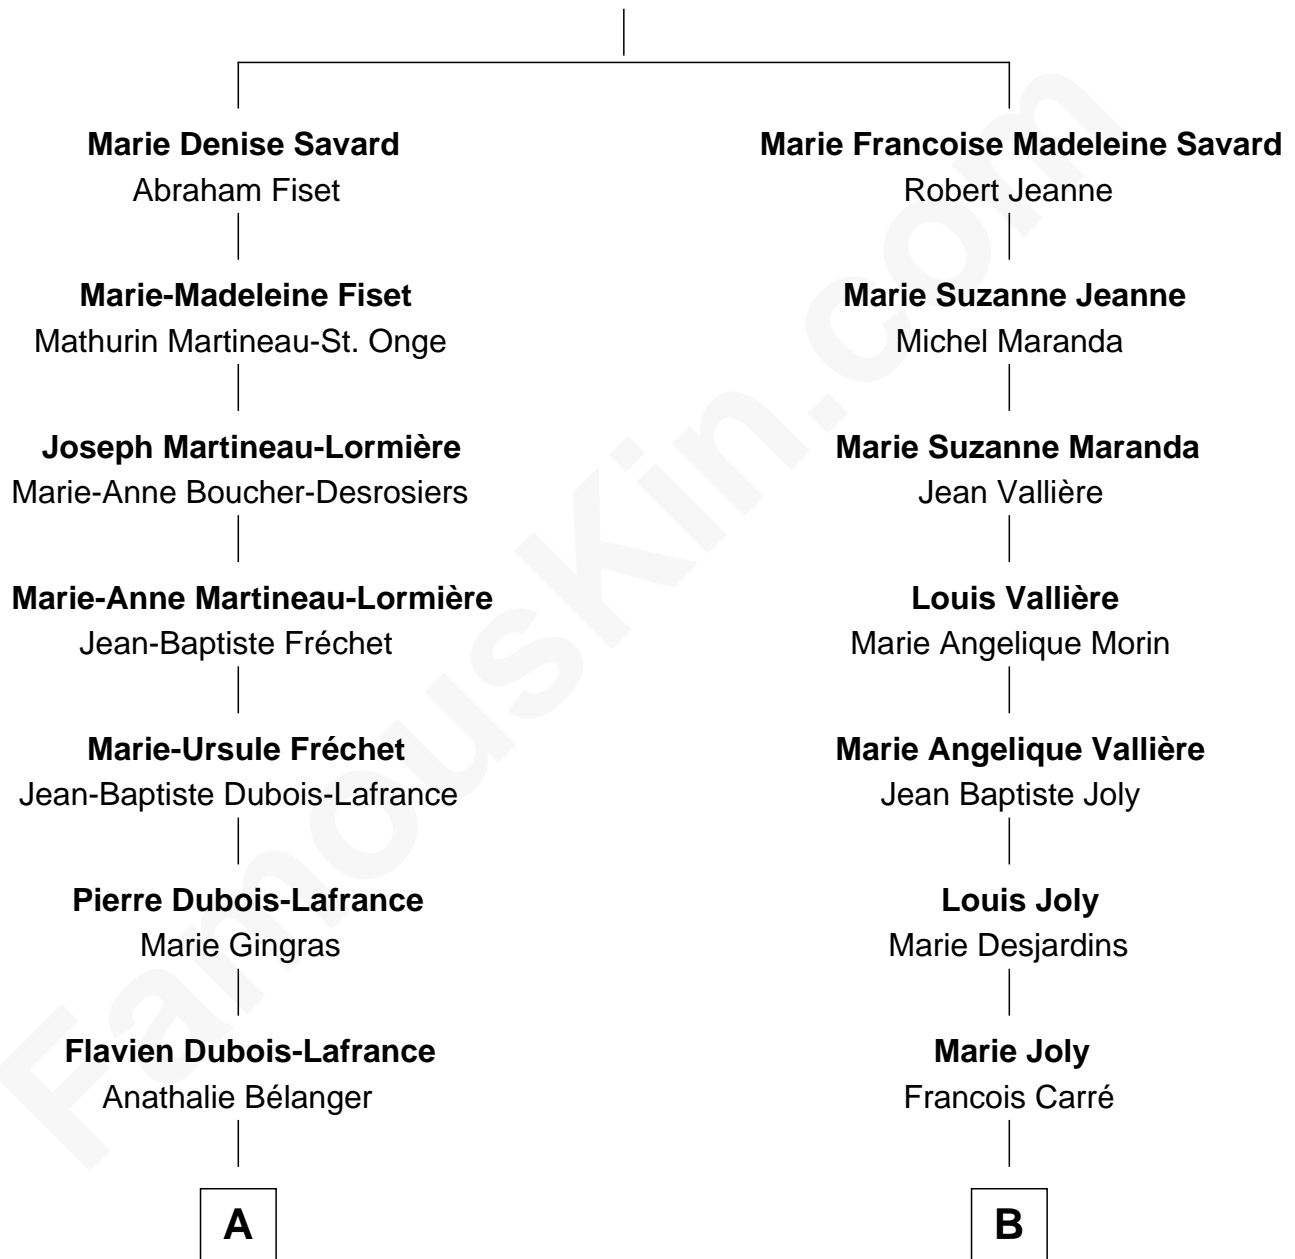 Marie Denise Savard
Abraham Fiset
Marie-Madeleine Fiset
Mathurin Martineau-St. Onge
Joseph Martineau-Lormière
Marie-Anne Boucher-Desrosiers
Marie-Anne Martineau-Lormière
Jean-Baptiste Fréchet
Marie-Ursule Fréchet
Jean-Baptiste Dubois-Lafrance
Pierre Dubois-Lafrance
Marie Gingras
Flavien Dubois-Lafrance
Anathalie Bélanger
A
Marie Francoise Madeleine Savard
Robert Jeanne
Marie Suzanne Jeanne
Michel Maranda
Marie Suzanne Maranda
Jean Vallière
Louis Vallière
Marie Angelique Morin
Marie Angelique Vallière
Jean Baptiste Joly
Louis Joly
Marie Desjardins
Marie Joly
Francois Carré
B
FamousKin.com